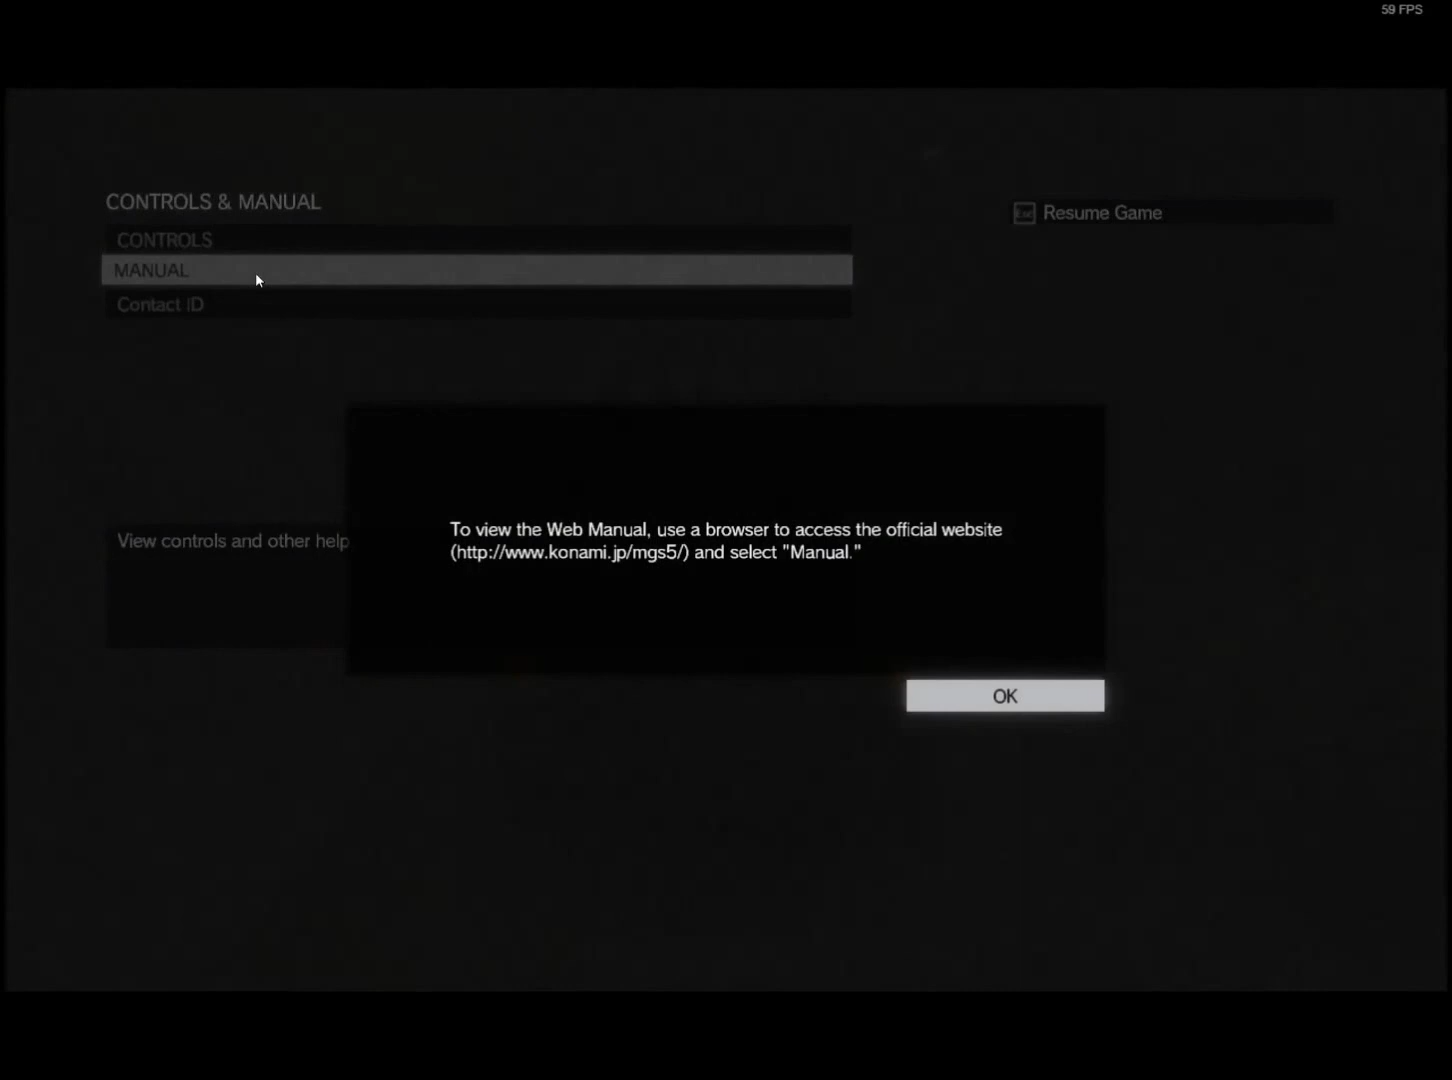 59 FPS
CONTROLS & MANUAL
Esc Resume Game
CONTROLS
MANUAL
Contact ID
View controls and other help
To view the Web Manual, use a browser to access the official website
(http://www.konami.jp/mgs5/) and select "Manual."
OK